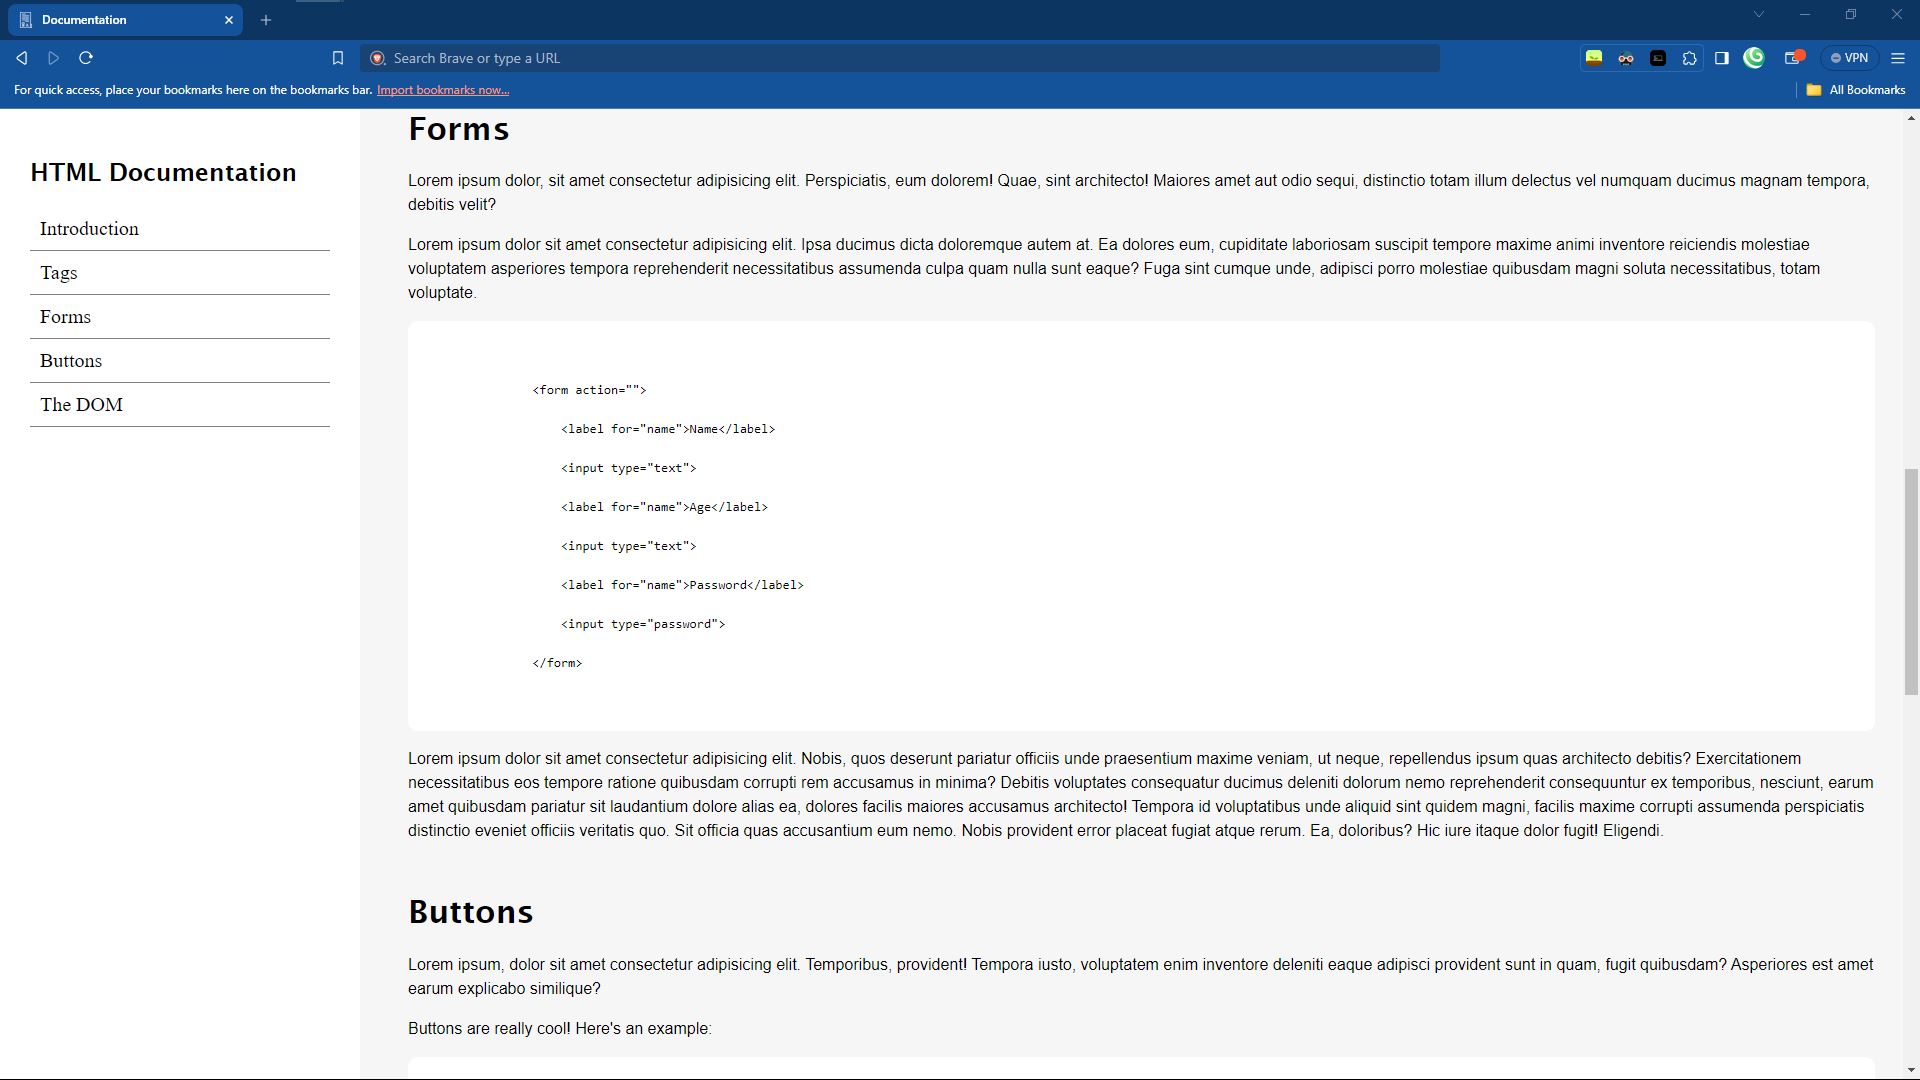 Documentation
Search Brave or type a URL
VPN
For quick access, place your bookmarks here on the bookmarks bar. Import bookmarks now...
All Bookmarks
HTML Documentation
Introduction
Tags
Forms
Buttons
The DOM
Forms
Lorem ipsum dolor, sit amet consectetur adipisicing elit. Perspiciatis, eum dolorem! Quae, sint architecto! Maiores amet aut odio sequi, distinctio totam illum delectus vel numquam ducimus magnam tempora,
debitis velit?
Lorem ipsum dolor sit amet consectetur adipisicing elit. Ipsa ducimus dicta doloremque autem at. Ea dolores eum, cupiditate laboriosam suscipit tempore maxime animi inventore reiciendis molestiae
voluptatem asperiores tempora reprehenderit necessitatibus assumenda culpa quam nulla sunt eaque? Fuga sint cumque unde, adipisci porro molestiae quibusdam magni soluta necessitatibus, totam
voluptate.
<form action="">
<label for="name">Name</label>
<input type="text">
<label for="name">Age</label>
<input type="text">
<label for="name">Password</label>
<input type="password">
</form>
Lorem ipsum dolor sit amet consectetur adipisicing elit. Nobis, quos deserunt pariatur officiis unde praesentium maxime veniam, ut neque, repellendus ipsum quas architecto debitis? Exercitationem
necessitatibus eos tempore ratione quibusdam corrupti rem accusamus in minima? Debitis voluptates consequatur ducimus deleniti dolorum nemo reprehenderit consequuntur ex temporibus, nesciunt, earum
amet quibusdam pariatur sit laudantium dolore alias ea, dolores facilis maiores accusamus architecto! Tempora id voluptatibus unde aliquid sint quidem magni, facilis maxime corrupti assumenda perspiciatis
distinctio eveniet officiis veritatis quo. Sit officia quas accusantium eum nemo. Nobis provident error placeat fugiat atque rerum. Ea, doloribus? Hic iure itaque dolor fugit! Eligendi.
Buttons
Lorem ipsum, dolor sit amet consectetur adipisicing elit. Temporibus, provident! Tempora iusto, voluptatem enim inventore deleniti eaque adipisci provident sunt in quam, fugit quibusdam? Asperiores est amet
earum explicabo similique?
Buttons are really cool! Here's an example: